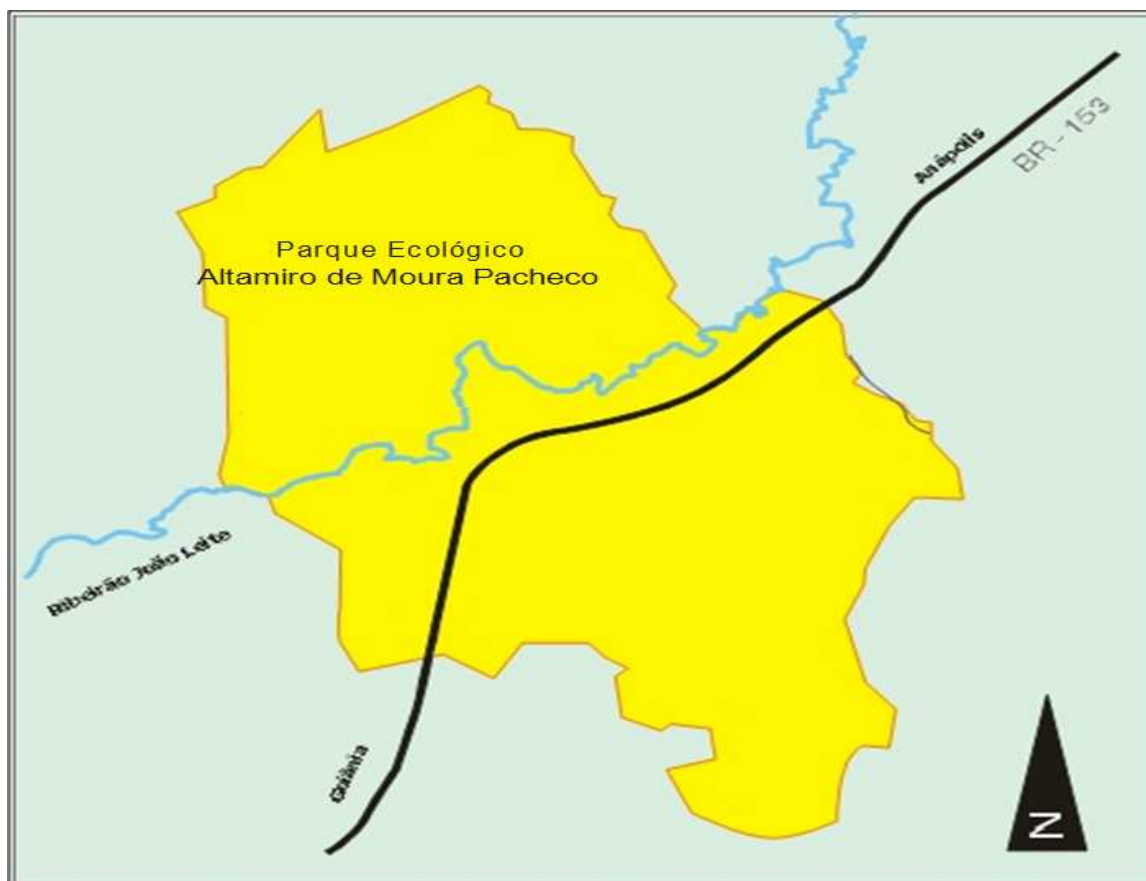 Parque Ecológico
Altamiro de Moura Pacheco
Anápolis
BR - 153
Ribeirão João Leite
Goiânia
N